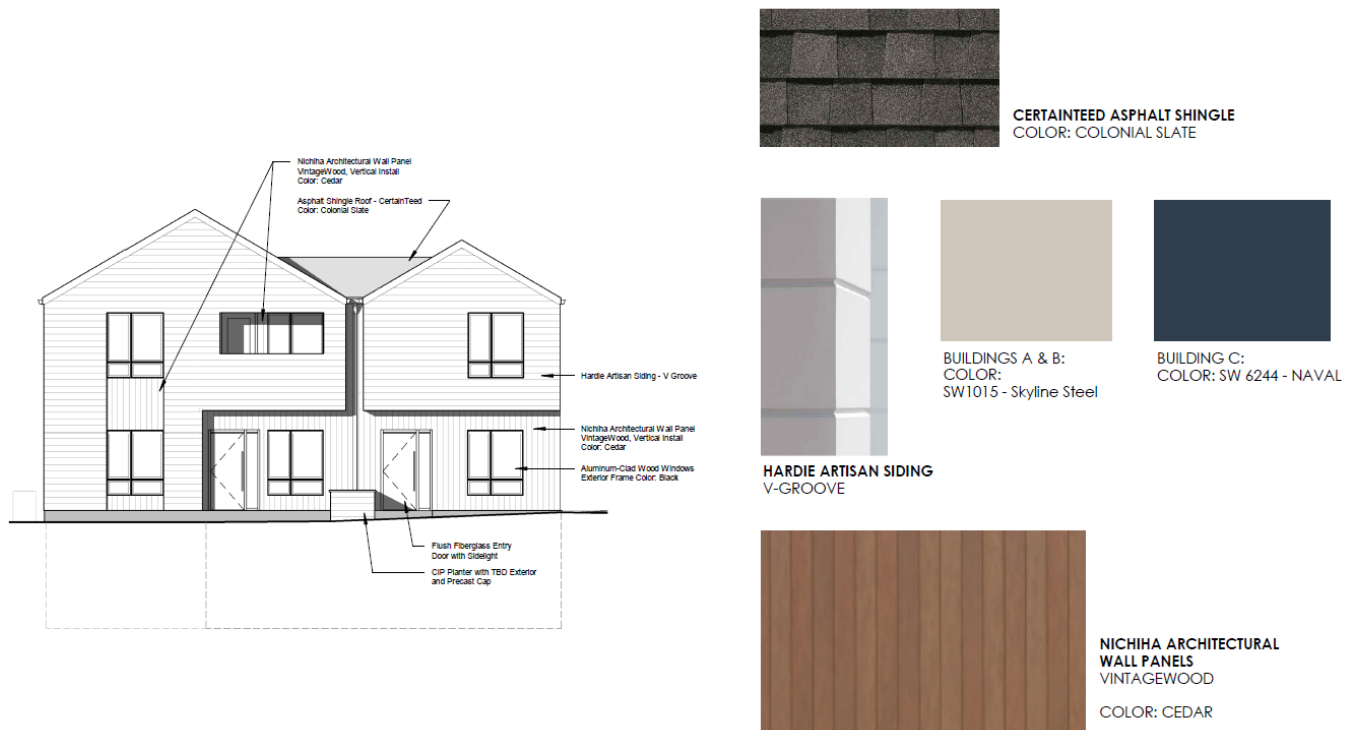 Nichiha Architectural Wall Panel
VintageWood, Vertical Install
Color: Cedar
Asphalt Shingle Roof - CertainTeed
Color: Colonial Slate
Hardie Artisan Siding - V Groove
Nichiha Architectural Wall Panel
VintageWood, Vertical Install
Color: Cedar
Aluminum-Clad Wood Windows
Exterior Frame Color: Black
Flush Fiberglass Entry
Door with Sidelight
CIP Planter with TBD Exterior
and Precast Cap
CERTAINTEED ASPHALT SHINGLE
COLOR: COLONIAL SLATE
BUILDINGS A & B:
COLOR:
SW1015 - Skyline Steel
BUILDING C:
COLOR: SW 6244 - NAVAL
HARDIE ARTISAN SIDING
V-GROOVE
NICHIHA ARCHITECTURAL
WALL PANELS
VINTAGEWOOD
COLOR: CEDAR